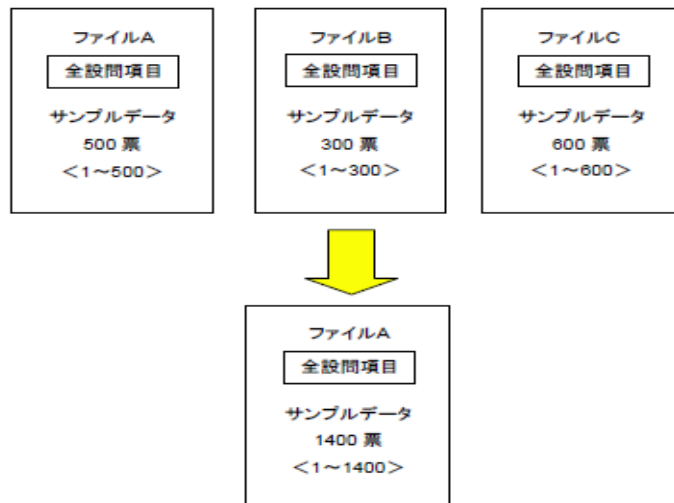 ファイルA
全設問項目
サンプルデータ
500 票
<1～500>
ファイルB
全設問項目
サンプルデータ
300 票
<1～300>
ファイルC
全設問項目
サンプルデータ
600 票
<1～600>
ファイルA
全設問項目
サンプルデータ
1400 票
<1～1400>